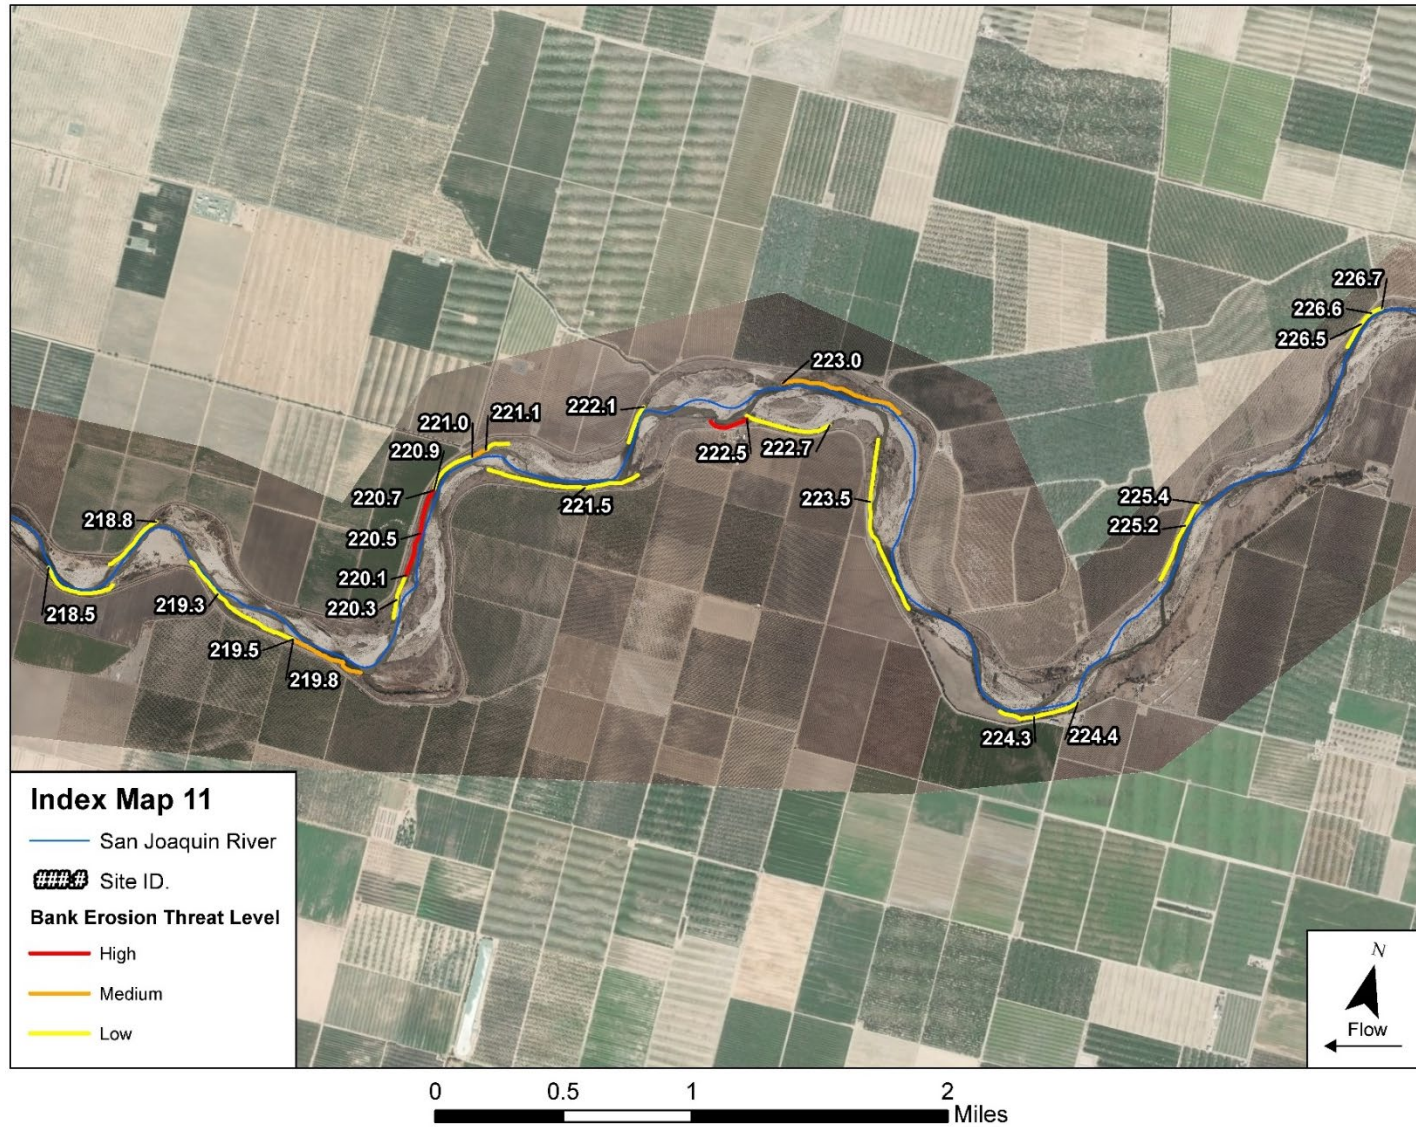 226.7
226.6
226.5
223.0
222.1
221.1
221.0
220.9
222.5
222.7
220.7
223.5
225.4
225.2
218.8
220.5
220.1
220.3
218.5
219.3
219.5
219.8
224.3
224.4
Index Map 11
San Joaquin River
###.# Site ID.
Bank Erosion Threat Level
High
Medium
Low
N
Flow
0 0.5 1 2
Miles